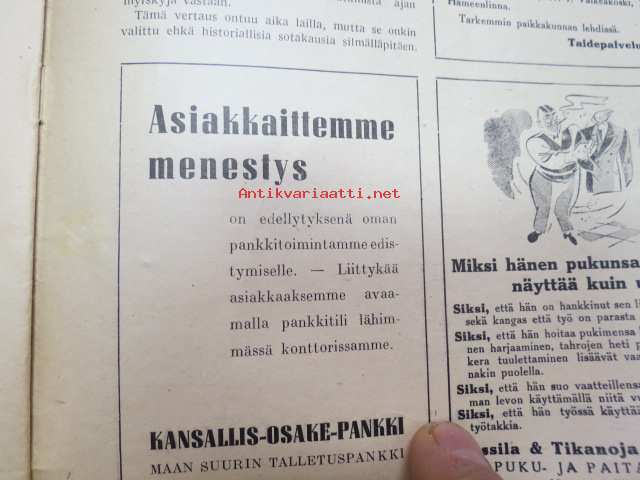 ajan
Tämä vertaus ontuu aika lailla, mutta se onkin
valittu ehkä historiallisia sotakausia silmälläpitäen.
Asiakkaittemme
menestys
Antikvariaatti.net
on edellytyksenä oman
pankkitoimintamme edis-
tymiselle. — Liittykää
asiakkaaksemme avaa-
malla pankkitili lähim-
mässä konttorissamme.
KANSALLIS-OSAKE-PANKKI
MAAN SUURIN TALLETUSPANKKI
Hämeenlinna.
Tarkemmin paikkakunnan lehdissä.
Miksi hänen pukunsa
näyttää kuin
Siksi, että hän on hankkinut sen
sekä kangas että työ on parasta
Siksi, että hän hoitaa pukimensa
nen harjaaminen, tahrojen heti
kera tuulettaminen lisäävät
nakin puolella.
Siksi, että hän suo vaatteillensa
man levon käyttämällä niitä
Siksi, että hän työssä käyttää
työtakkia.
& Tikanoja
PUKU- JA